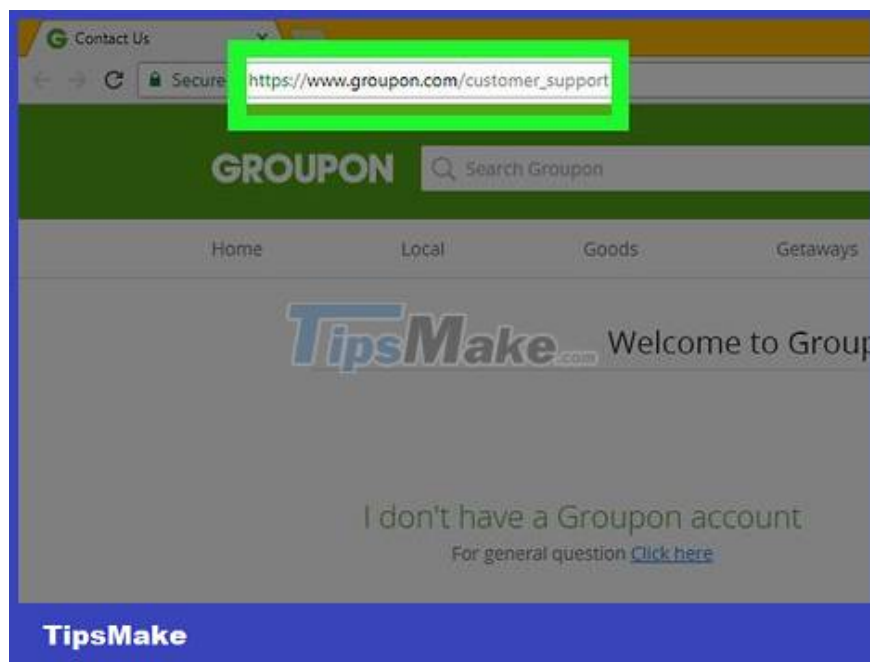 Contact Us
Secure https://www.groupon.com/customer_support
GROUPON Search Groupon
Home Local Goods Getaways
TipsMake.com
Welcome to Group
I don't have a Groupon account
For general question Click here
TipsMake